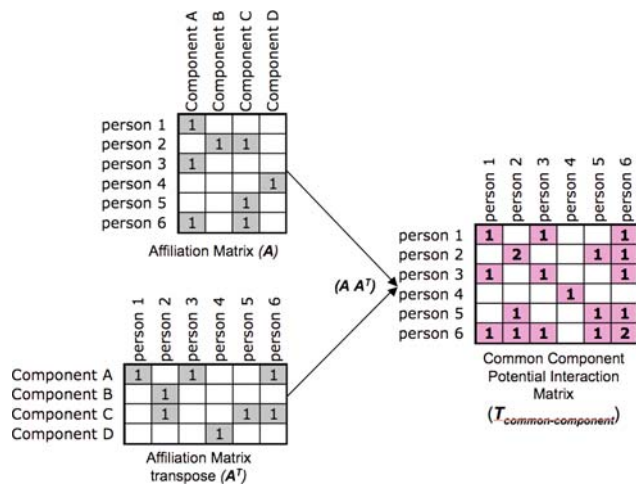 Component A
Component B
Component C
Component D
person 1 1
person 2 1 1
person 3 1
person 4 1
person 5 1
person 6 1 1
Affiliation Matrix (A)
person 1
person 2
person 3
person 4
person 5
person 6
Component A 1 1 1
Component B 1
Component C 1 1 1
Component D 1
Affiliation Matrix
transpose (Aᵀ)
(A Aᵀ)
person 1
person 2
person 3
person 4
person 5
person 6
person 1 1 1 1
person 2 2 1 1
person 3 1 1 1
person 4 1
person 5 1 1 1
person 6 1 1 1 1 2
Common Component
Potential Interaction
Matrix
(T common-component)